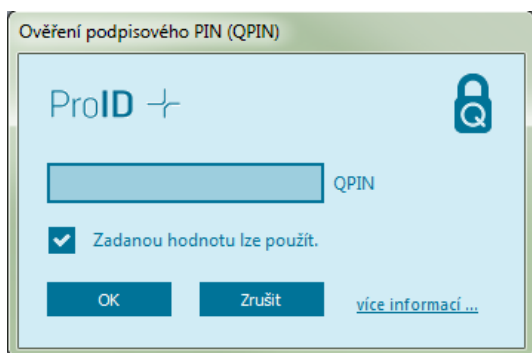 Ověření podpisového PIN (QPIN)
ProID
Q
QPIN
Zadanou hodnotu lze použít.
OK Zrušit více informací ...